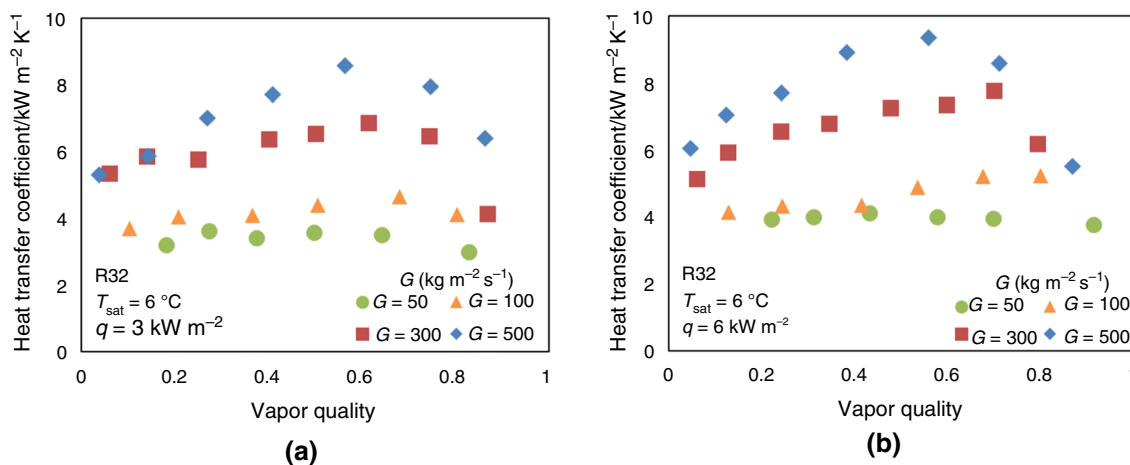 Heat transfer coefficient/kW m⁻² K⁻¹
10
8
6
4
2
0
R32
T_sat = 6 °C
q = 3 kW m⁻²
G (kg m⁻² s⁻¹)
G = 50
G = 100
G = 300
G = 500
0 0.2 0.4 0.6 0.8 1
Vapor quality
(a)
Heat transfer coefficient/kW m⁻² K⁻¹
10
8
6
4
2
0
R32
T_sat = 6 °C
q = 6 kW m⁻²
G (kg m⁻² s⁻¹)
G = 50
G = 100
G = 300
G = 500
0 0.2 0.4 0.6 0.8
Vapor quality
(b)